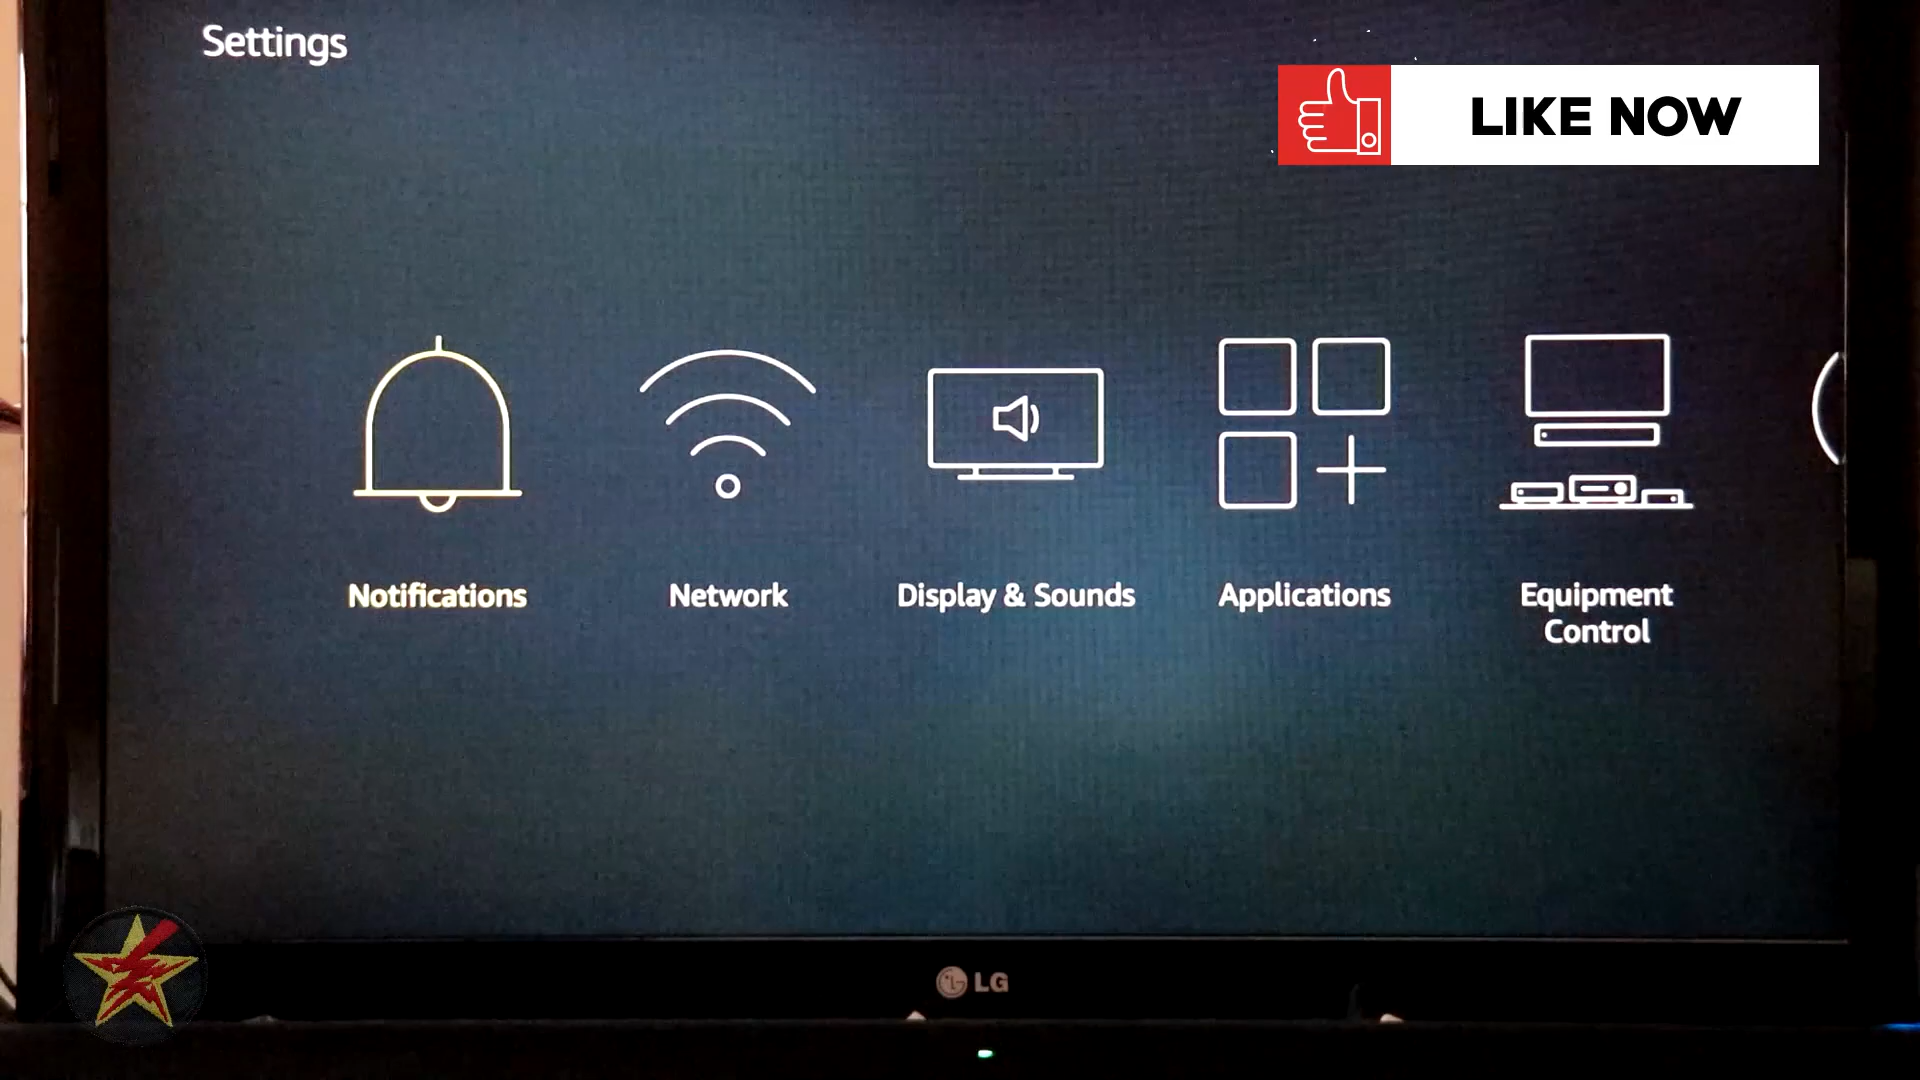 Settings
LIKE NOW
Notifications
Network
Display & Sounds
Applications
Equipment
Control
LG